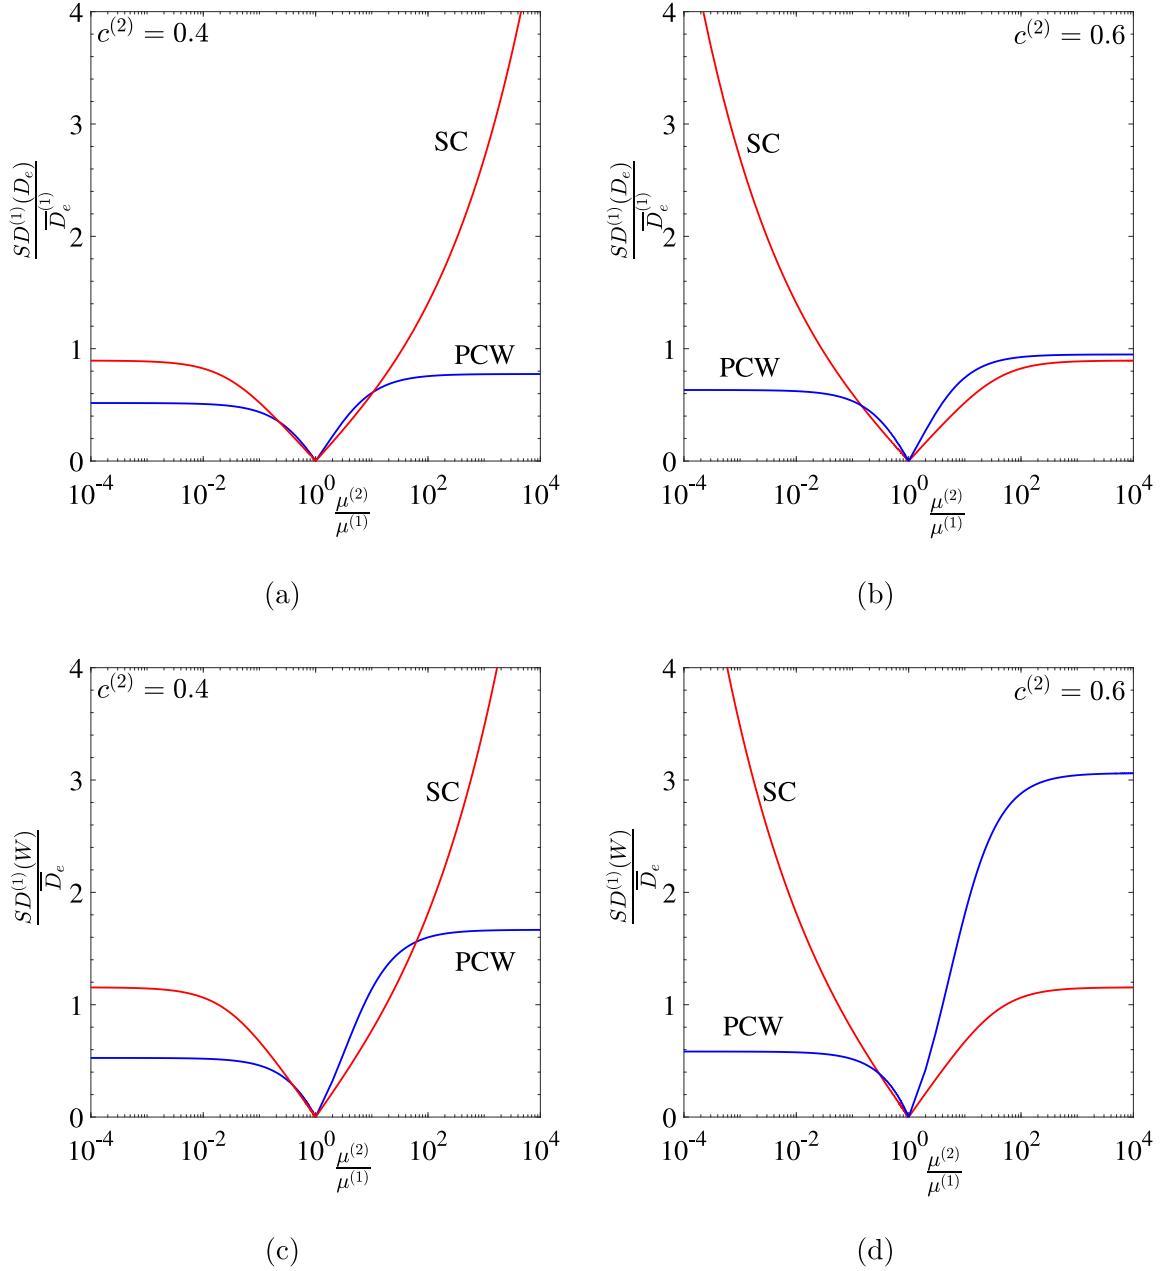 c^{(2)} = 0.4
4
3
2
1
0
SD^{(1)}(D_e)
\overline{\overline{D}}_e^{(1)}
SC
PCW
10^{-4} 10^{-2} 10^{0} 10^{2} 10^{4}
μ^{(2)}
μ^{(1)}
(a)
c^{(2)} = 0.6
4
3
2
1
0
SD^{(1)}(D_e)
\overline{\overline{D}}_e^{(1)}
SC
PCW
10^{-4} 10^{-2} 10^{0} 10^{2} 10^{4}
μ^{(2)}
μ^{(1)}
(b)
c^{(2)} = 0.4
4
3
2
1
0
SD^{(1)}(W)
\overline{\overline{D}}_e
SC
PCW
10^{-4} 10^{-2} 10^{0} 10^{2} 10^{4}
μ^{(2)}
μ^{(1)}
(c)
c^{(2)} = 0.6
4
3
2
1
0
SD^{(1)}(W)
\overline{\overline{D}}_e
SC
PCW
10^{-4} 10^{-2} 10^{0} 10^{2} 10^{4}
μ^{(2)}
μ^{(1)}
(d)